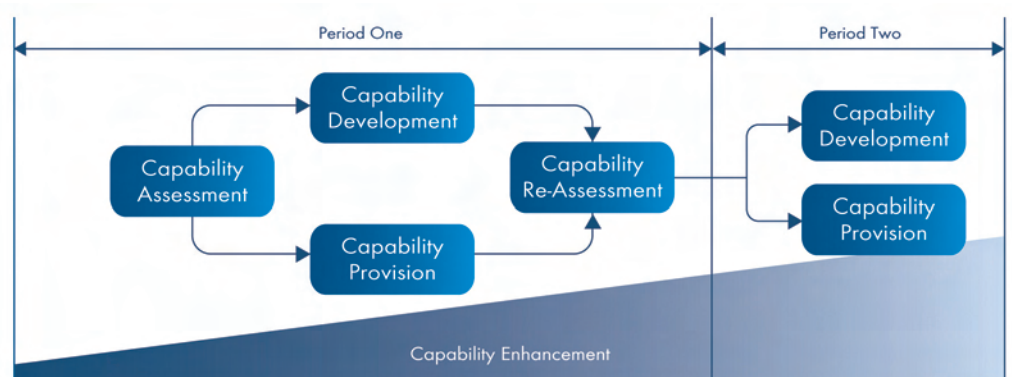 Period One
Period Two
Capability
Development
Capability
Assessment
Capability
Provision
Capability
Re-Assessment
Capability
Development
Capability
Provision
Capability Enhancement